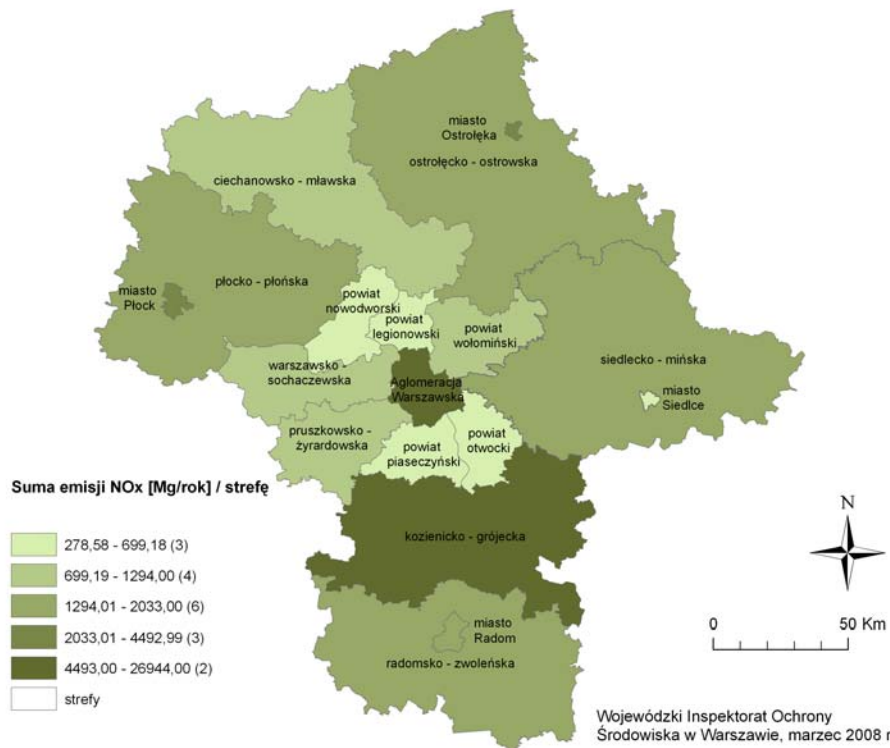 miasto
Ostrołęka
ostrołęcko - ostrowska
ciechanowsko - mławska
płocko - płońska
miasto
Płock
powiat
nowodworski
powiat
legionowski
powiat
wołomiński
siedlecko - mińska
miasto
Siedlce
warszawsko -
sochaczewska
Aglomeracja
Warszawska
pruszkowsko -
żyrardowska
powiat
piaseczyński
powiat
otwocki
kozienicko - grójecka
miasto
Radom
radomsko - zwoleńska
Suma emisji NOx [Mg/rok] / strefę
278,58 - 699,18 (3)
699,19 - 1294,00 (4)
1294,01 - 2033,00 (6)
2033,01 - 4492,99 (3)
4493,00 - 26944,00 (2)
strefy
N
0 50 Km
Wojewódzki Inspektorat Ochrony
Środowiska w Warszawie, marzec 2008 r